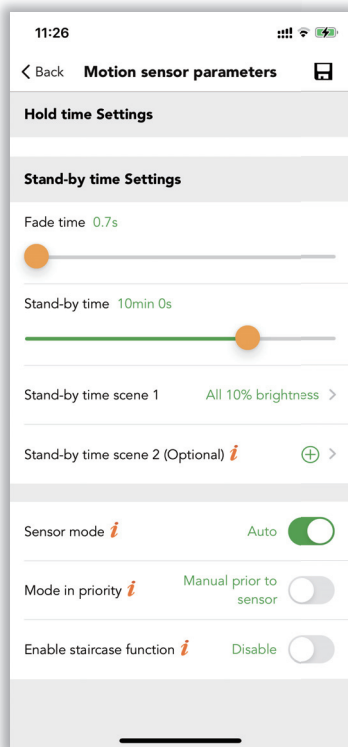 11:26
Back Motion sensor parameters
Hold time Settings
Stand-by time Settings
Fade time 0.7s
Stand-by time 10min 0s
Stand-by time scene 1 All 10% brightness
Stand-by time scene 2 (Optional) i
Sensor mode i Auto
Mode in priority i Manual prior to
sensor
Enable staircase function i Disable